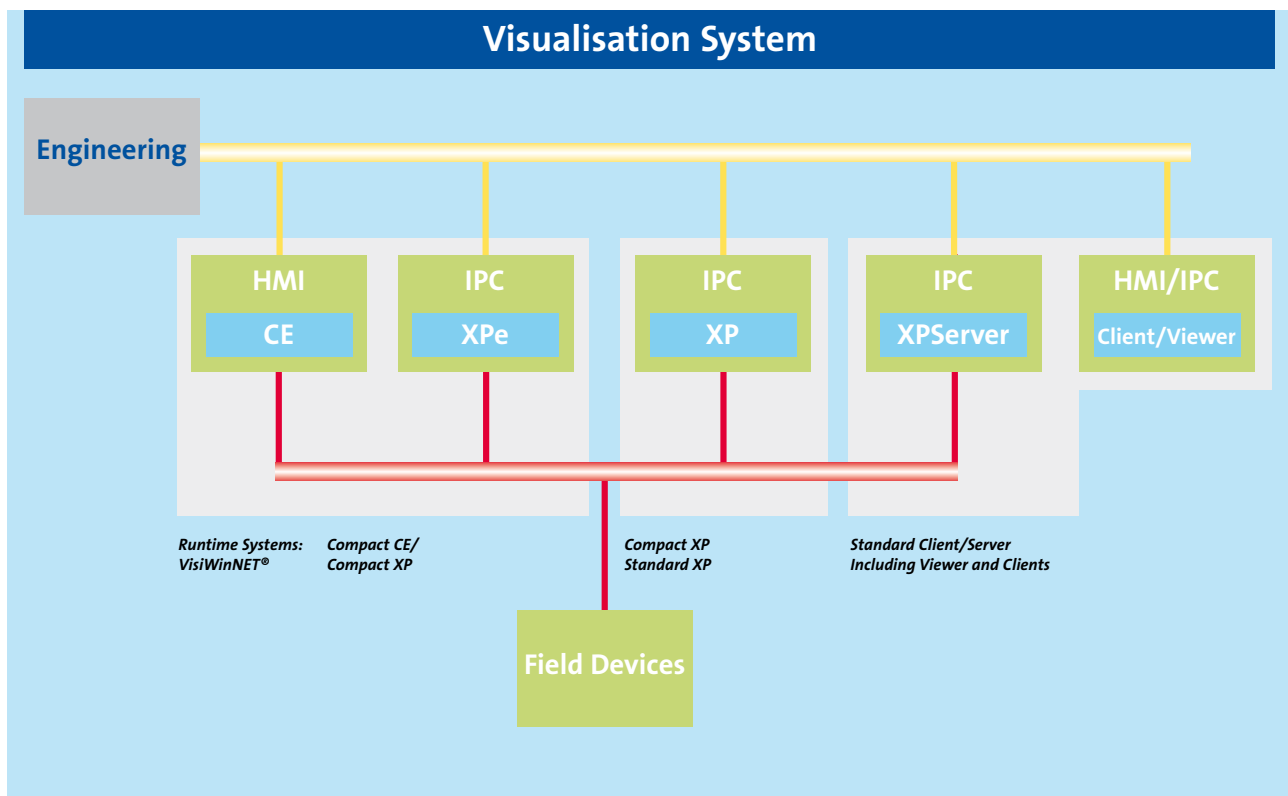 Visualisation System
Engineering
HMI
CE
IPC
XPe
IPC
XP
IPC
XPServer
HMI/IPC
Client/Viewer
Runtime Systems:
VisiWinNET®
Compact CE/
Compact XP
Compact XP
Standard XP
Standard Client/Server
Including Viewer and Clients
Field Devices